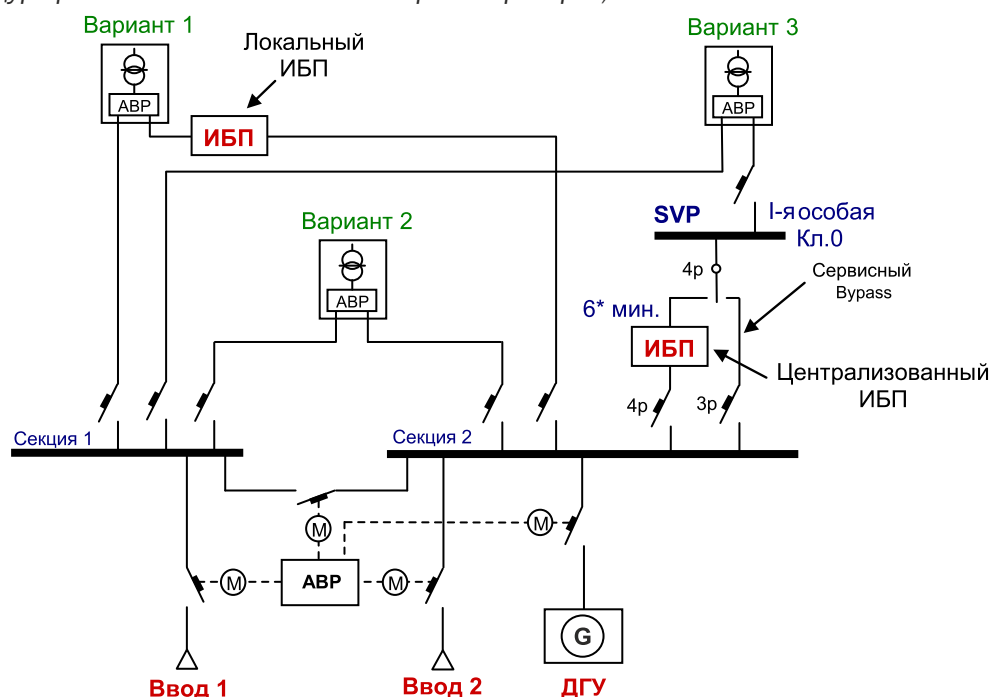 Вариант 1
Локальный
ИБП
Вариант 3
АВР
АВР
ИБП
SVP
I-я особая
Кл.0
Вариант 2
4р
Сервисный
Bypass
АВР
6* мин.
ИБП
Централизованный
ИБП
4р
3р
Секция 1
Секция 2
М
М
АВР
М
М
G
Ввод 1
Ввод 2
ДГУ